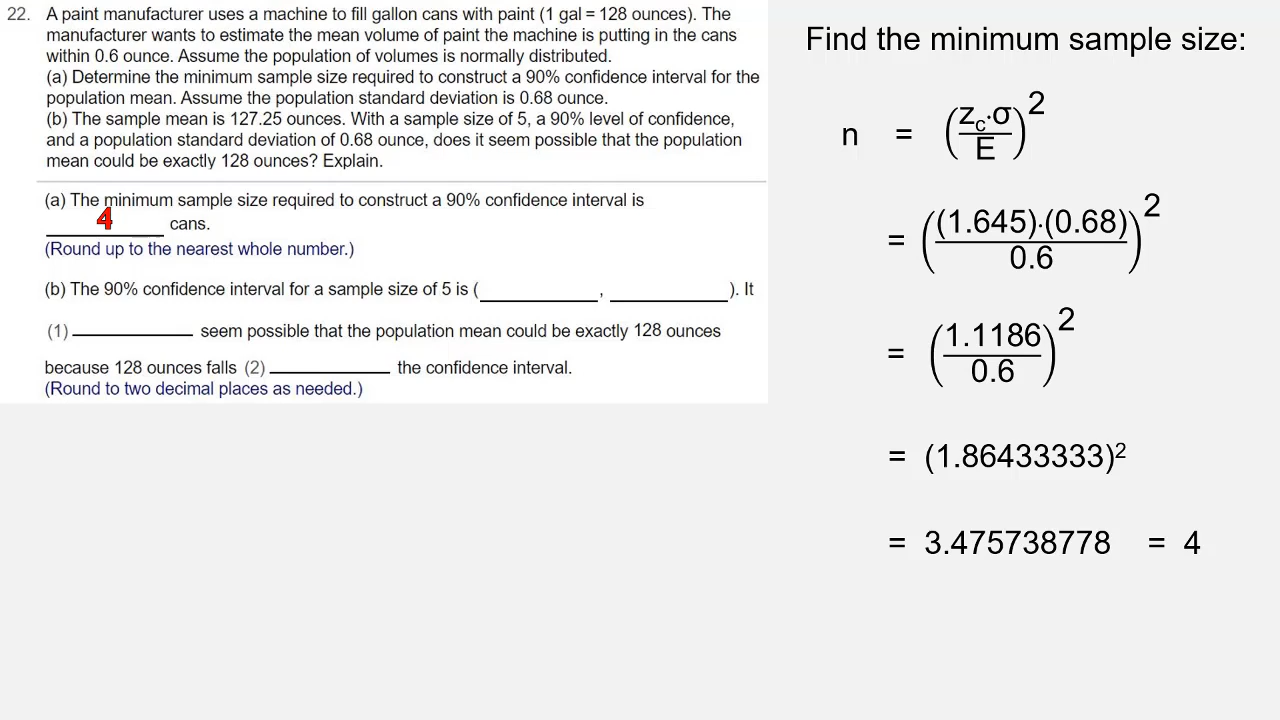 22. A paint manufacturer uses a machine to fill gallon cans with paint (1 gal = 128 ounces). The
manufacturer wants to estimate the mean volume of paint the machine is putting in the cans
within 0.6 ounce. Assume the population of volumes is normally distributed.
(a) Determine the minimum sample size required to construct a 90% confidence interval for the
population mean. Assume the population standard deviation is 0.68 ounce.
(b) The sample mean is 127.25 ounces. With a sample size of 5, a 90% level of confidence,
and a population standard deviation of 0.68 ounce, does it seem possible that the population
mean could be exactly 128 ounces? Explain.
(a) The minimum sample size required to construct a 90% confidence interval is
4 cans.
(Round up to the nearest whole number.)
(b) The 90% confidence interval for a sample size of 5 is (________, ________). It
(1) ________ seem possible that the population mean could be exactly 128 ounces
because 128 ounces falls (2) ________ the confidence interval.
(Round to two decimal places as needed.)
Find the minimum sample size:
n = (z_c·σ / E)²
= ((1.645)·(0.68) / 0.6)²
= (1.1186 / 0.6)²
= (1.86433333)²
= 3.475738778 = 4